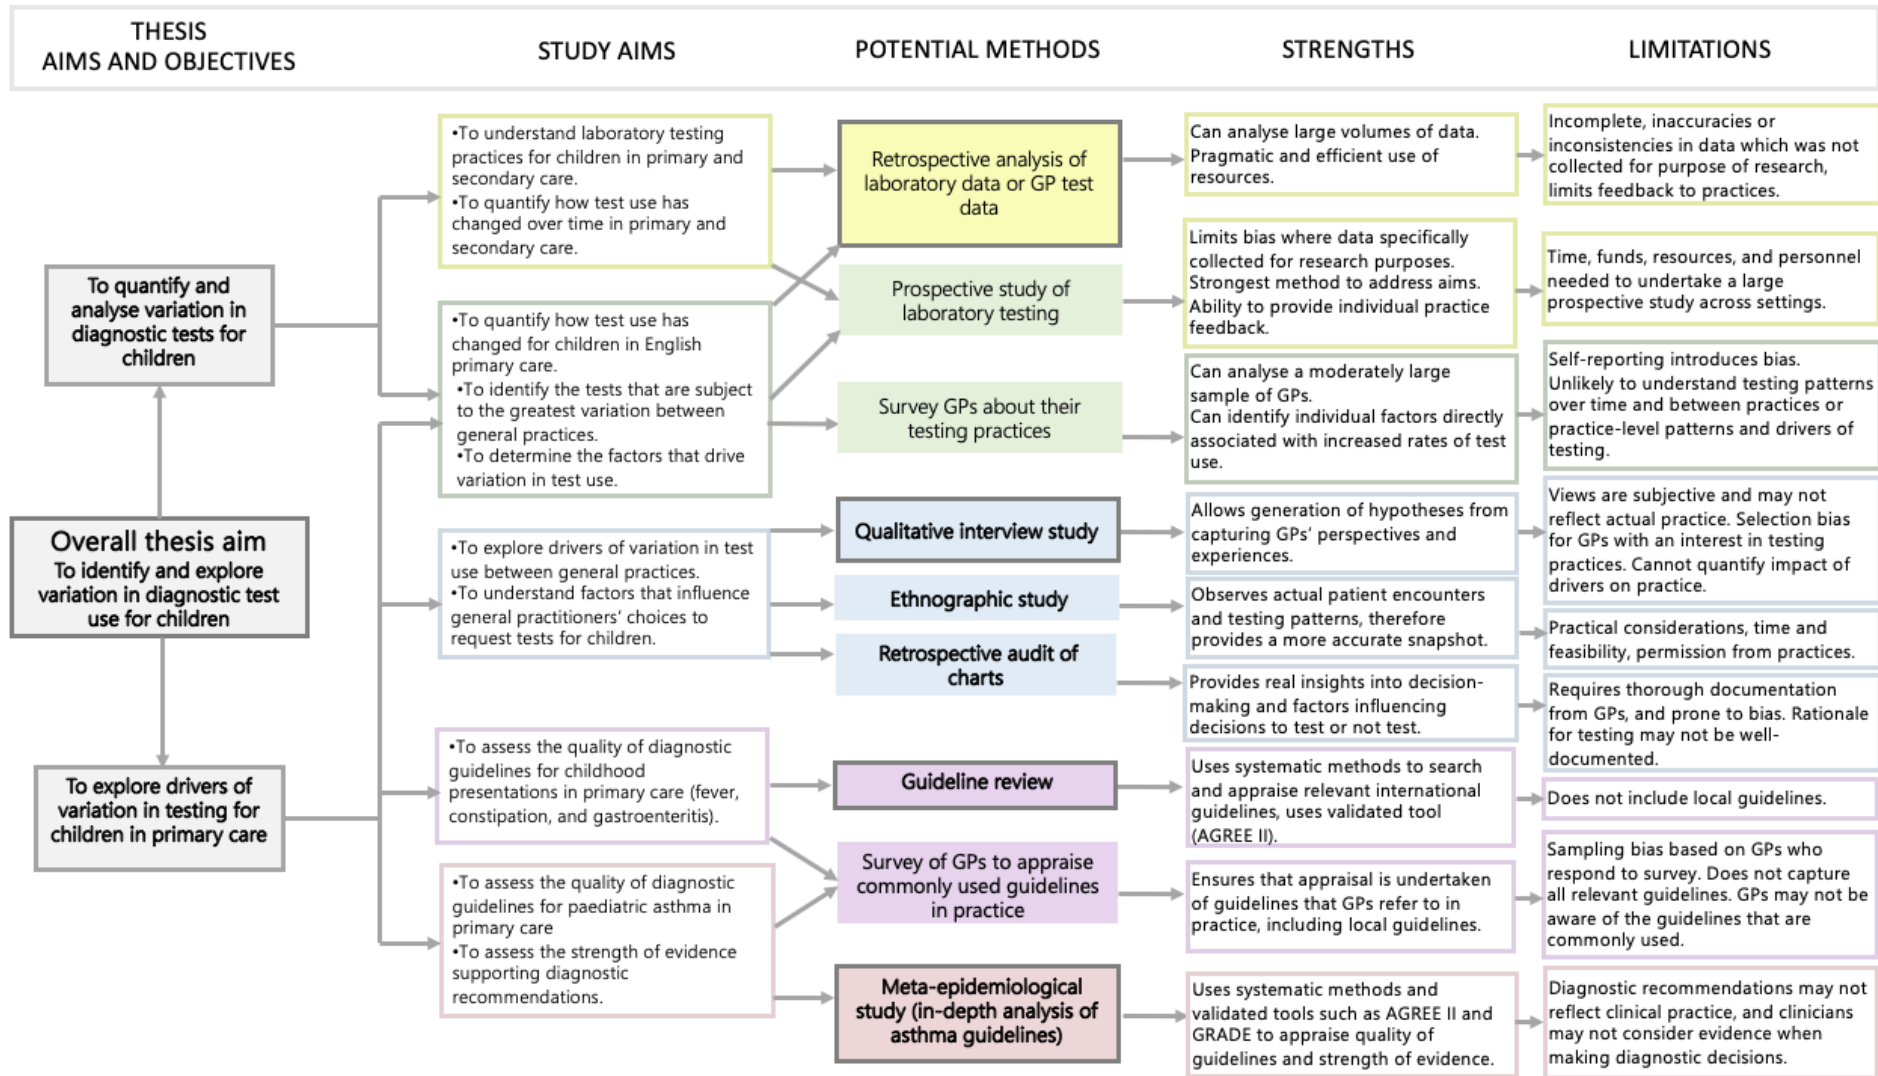 THESIS
AIMS AND OBJECTIVES
STUDY AIMS
POTENTIAL METHODS
STRENGTHS
LIMITATIONS
To quantify and
analyse variation in
diagnostic tests for
children
Overall thesis aim
To identify and explore
variation in diagnostic test
use for children
To explore drivers of
variation in testing for
children in primary care
•To understand laboratory testing
practices for children in primary and
secondary care.
•To quantify how test use has
changed over time in primary and
secondary care.
•To quantify how test use has
changed for children in English
primary care.
•To identify the tests that are subject
to the greatest variation between
general practices.
•To determine the factors that drive
variation in test use.
•To explore drivers of variation in test
use between general practices.
•To understand factors that influence
general practitioners' choices to
request tests for children.
•To assess the quality of diagnostic
guidelines for childhood
presentations in primary care (fever,
constipation, and gastroenteritis).
•To assess the quality of diagnostic
guidelines for paediatric asthma in
primary care
•To assess the strength of evidence
supporting diagnostic
recommendations.
Retrospective analysis of
laboratory data or GP test
data
Prospective study of
laboratory testing
Survey GPs about their
testing practices
Qualitative interview study
Ethnographic study
Retrospective audit of
charts
Guideline review
Survey of GPs to appraise
commonly used guidelines
in practice
Meta-epidemiological
study (in-depth analysis of
asthma guidelines)
Can analyse large volumes of data.
Pragmatic and efficient use of
resources.
Limits bias where data specifically
collected for research purposes.
Strongest method to address aims.
Ability to provide individual practice
feedback.
Can analyse a moderately large
sample of GPs.
Can identify individual factors directly
associated with increased rates of test
use.
Allows generation of hypotheses from
capturing GPs' perspectives and
experiences.
Observes actual patient encounters
and testing patterns, therefore
provides a more accurate snapshot.
Provides real insights into decision-
making and factors influencing
decisions to test or not test.
Uses systematic methods to search
and appraise relevant international
guidelines, uses validated tool
(AGREE II).
Ensures that appraisal is undertaken
of guidelines that GPs refer to in
practice, including local guidelines.
Uses systematic methods and
validated tools such as AGREE II and
GRADE to appraise quality of
guidelines and strength of evidence.
Incomplete, inaccuracies or
inconsistencies in data which was not
collected for purpose of research,
limits feedback to practices.
Time, funds, resources, and personnel
needed to undertake a large
prospective study across settings.
Self-reporting introduces bias.
Unlikely to understand testing patterns
over time and between practices or
practice-level patterns and drivers of
testing.
Views are subjective and may not
reflect actual practice. Selection bias
for GPs with an interest in testing
practices. Cannot quantify impact of
drivers on practice.
Practical considerations, time and
feasibility, permission from practices.
Requires thorough documentation
from GPs, and prone to bias. Rationale
for testing may not be well-
documented.
Does not include local guidelines.
Sampling bias based on GPs who
respond to survey. Does not capture
all relevant guidelines. GPs may not be
aware of the guidelines that are
commonly used.
Diagnostic recommendations may not
reflect clinical practice, and clinicians
may not consider evidence when
making diagnostic decisions.